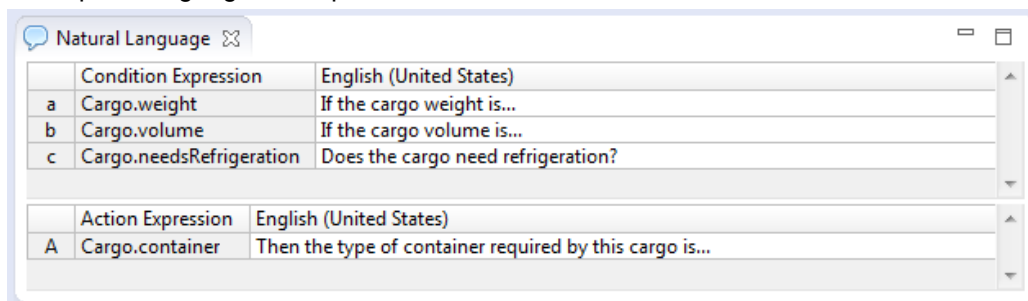 Natural Language
Condition Expression English (United States)
a Cargo.weight If the cargo weight is...
b Cargo.volume If the cargo volume is...
c Cargo.needsRefrigeration Does the cargo need refrigeration?
Action Expression English (United States)
A Cargo.container Then the type of container required by this cargo is...